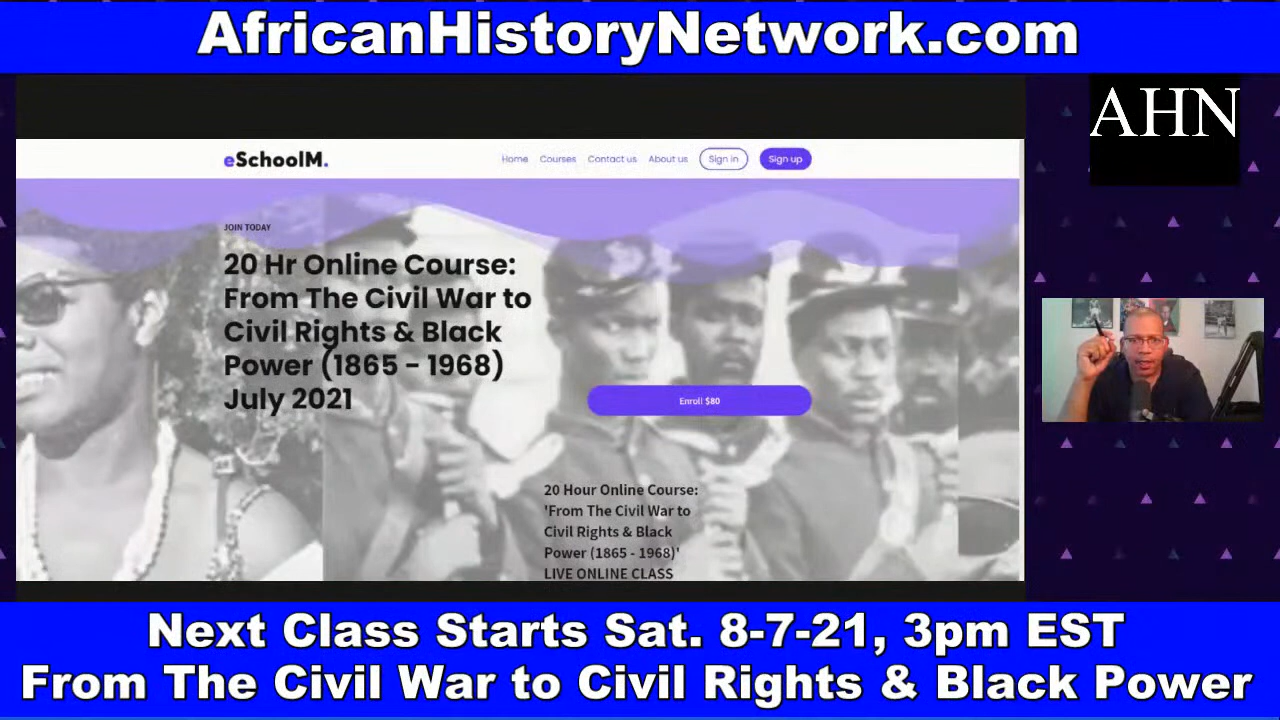 AfricanHistoryNetwork.com
AHN
eSchoolM.
Home Courses Contact us About us Sign in Sign up
JOIN TODAY
20 Hr Online Course:
From The Civil War to
Civil Rights & Black
Power (1865 - 1968)
July 2021
Enroll $80
20 Hour Online Course:
'From The Civil War to
Civil Rights & Black
Power (1865 - 1968)'
LIVE ONLINE CLASS
Next Class Starts Sat. 8-7-21, 3pm EST
From The Civil War to Civil Rights & Black Power